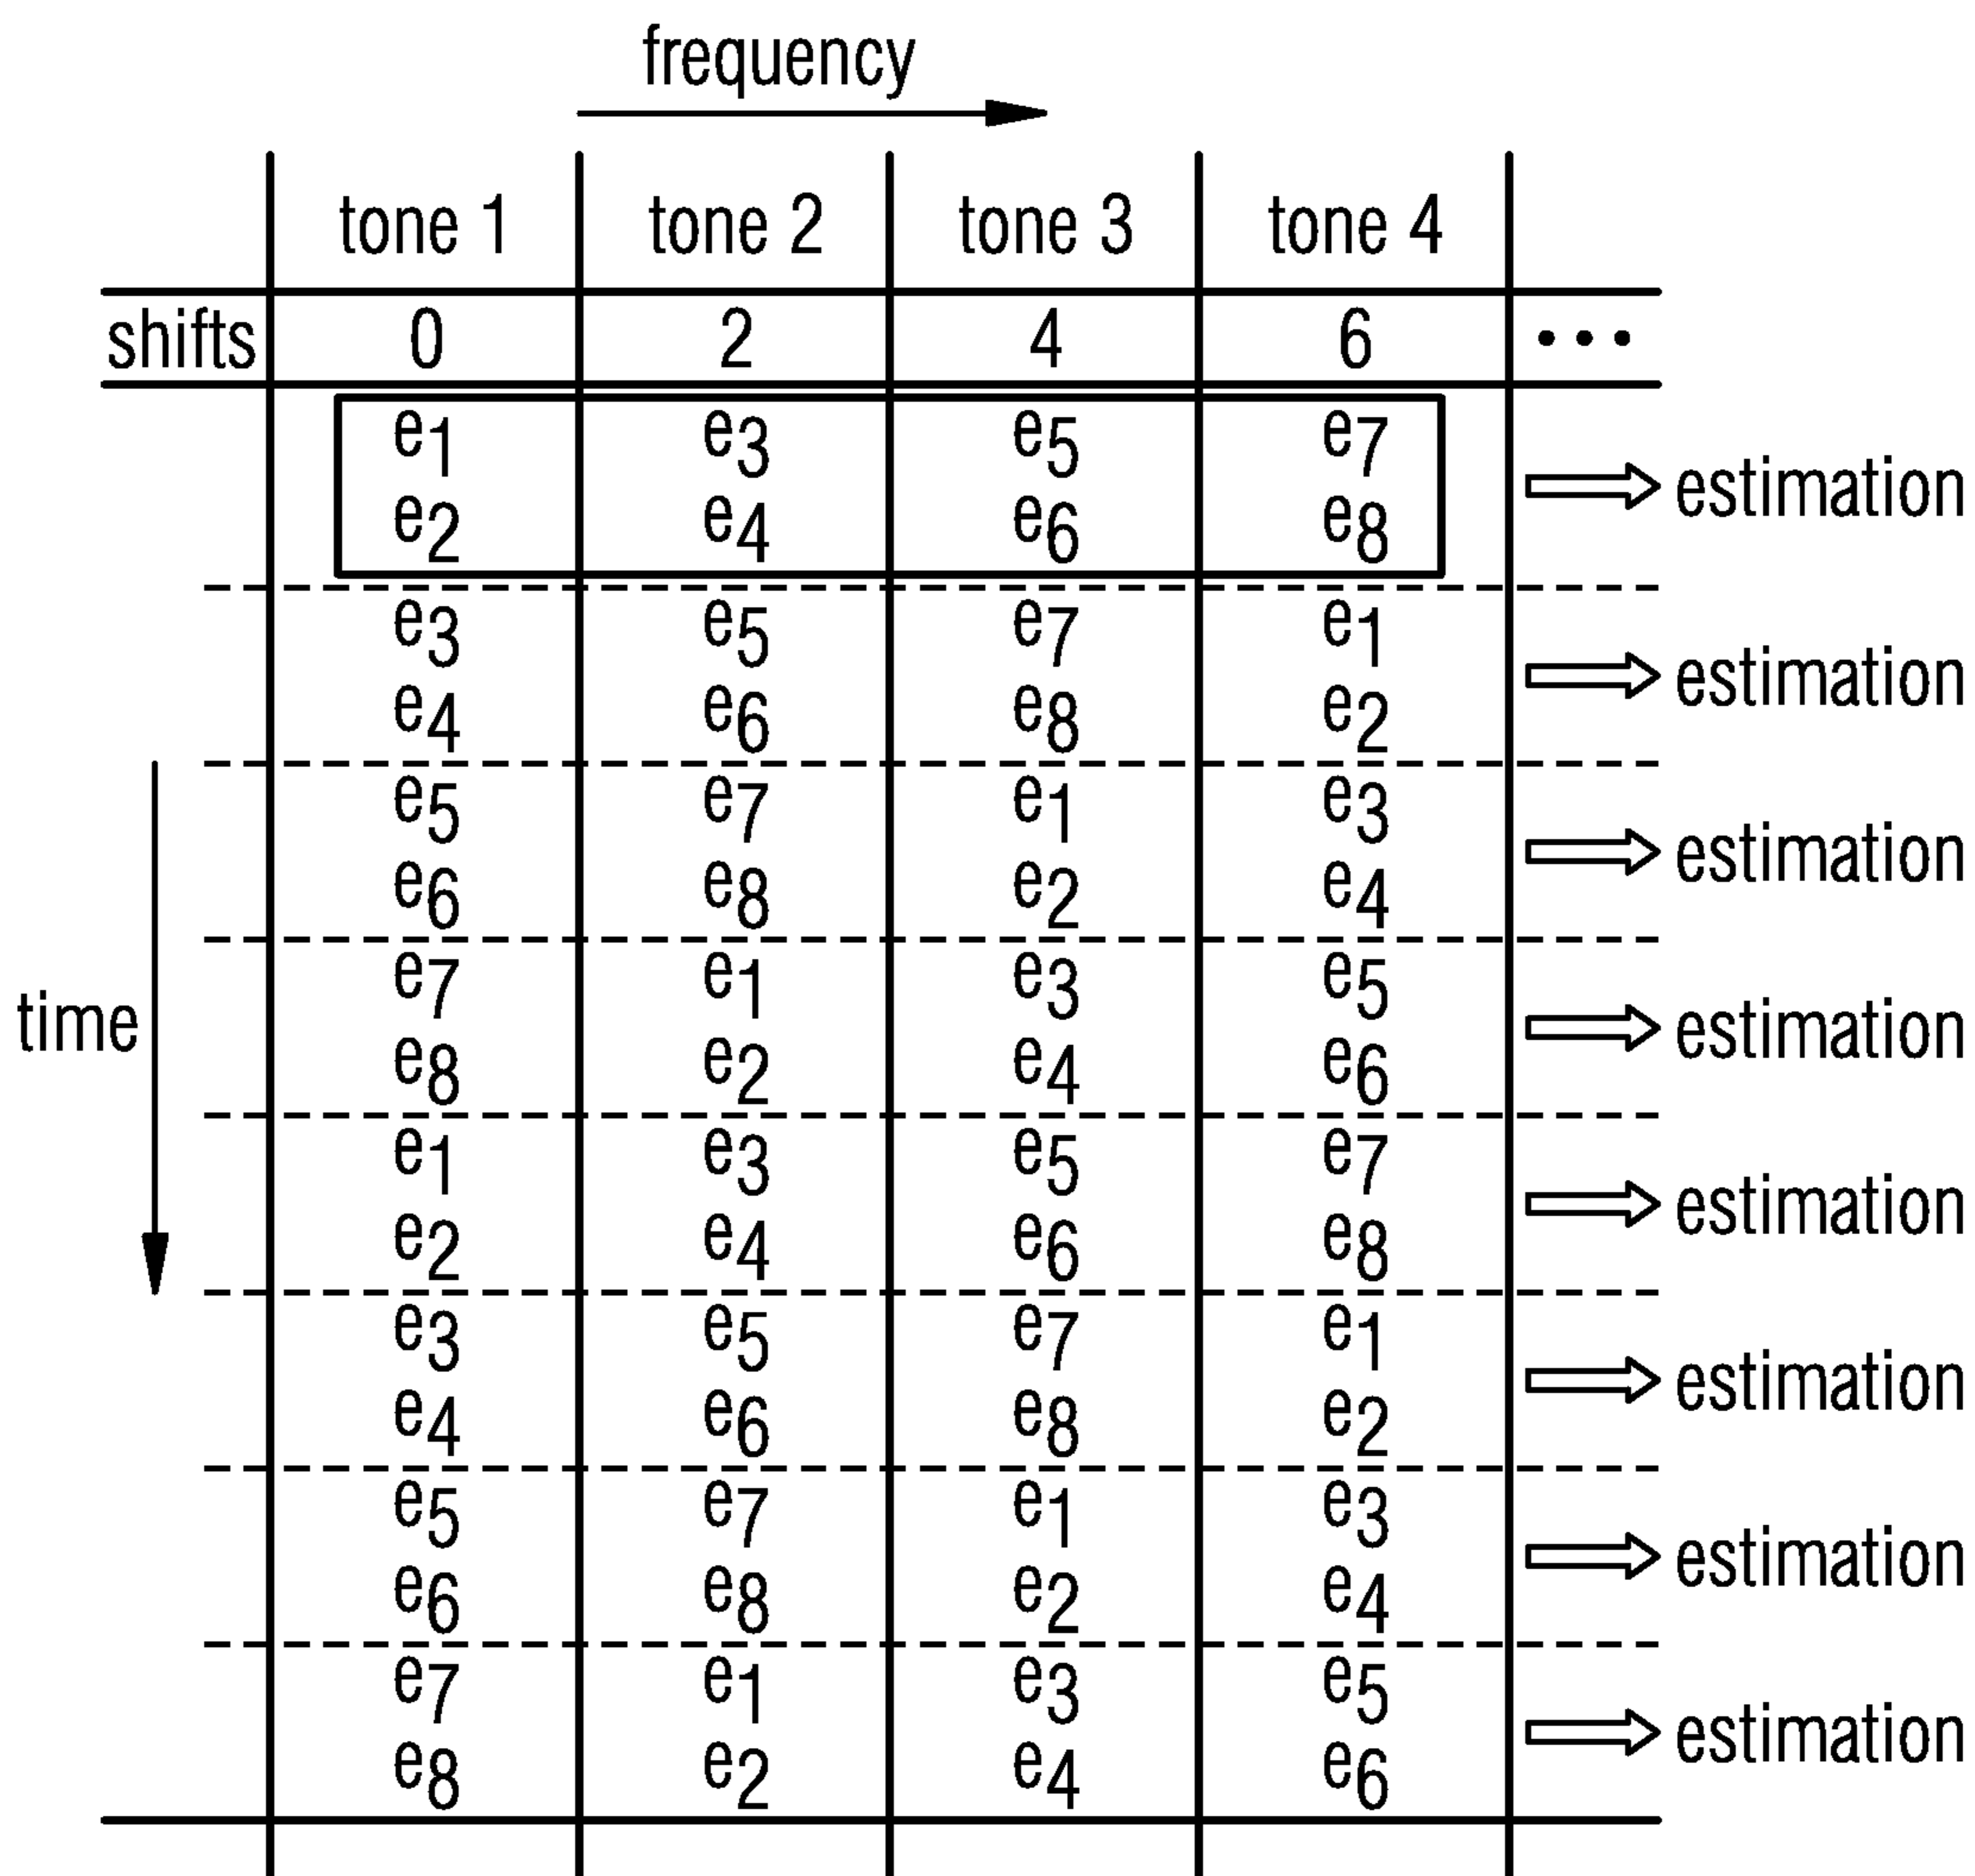 frequency
tone 1 tone 2 tone 3 tone 4
shifts 0 2 4 6 •••
e1 e3 e5 e7
estimation
e2 e4 e6 e8
e3 e5 e7 e1
estimation
e4 e6 e8 e2
e5 e7 e1 e3
estimation
e6 e8 e2 e4
e7 e1 e3 e5
time estimation
e8 e2 e4 e6
e1 e3 e5 e7
estimation
e2 e4 e6 e8
e3 e5 e7 e1
estimation
e4 e6 e8 e2
e5 e7 e1 e3
estimation
e6 e8 e2 e4
e7 e1 e3 e5
estimation
e8 e2 e4 e6